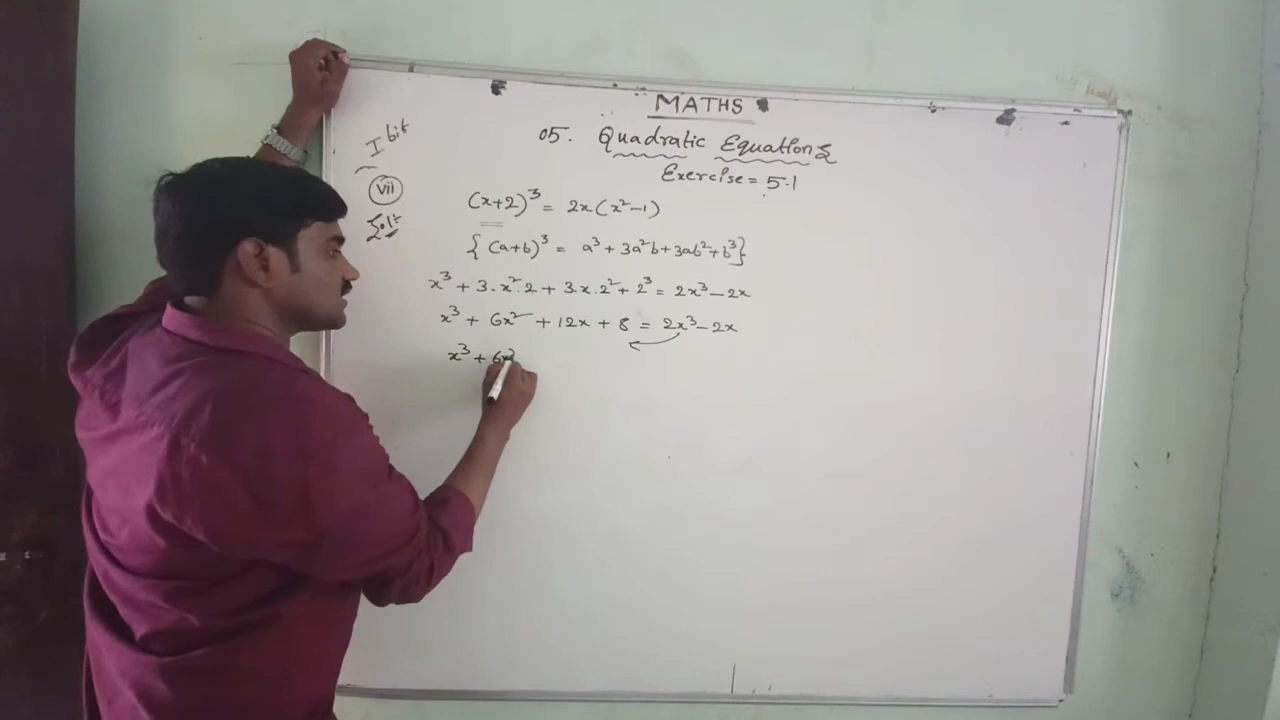 MATHS
05. Quadratic Equations
Exercise = 5.1
I bit
(vii)
Sol:
(x+2)³ = 2x(x²-1)
{(a+b)³ = a³ + 3a²b + 3ab² + b³}
x³ + 3.x².2 + 3.x.2² + 2³ = 2x³ - 2x
x³ + 6x² + 12x + 8 = 2x³ - 2x
x³ + 6x²